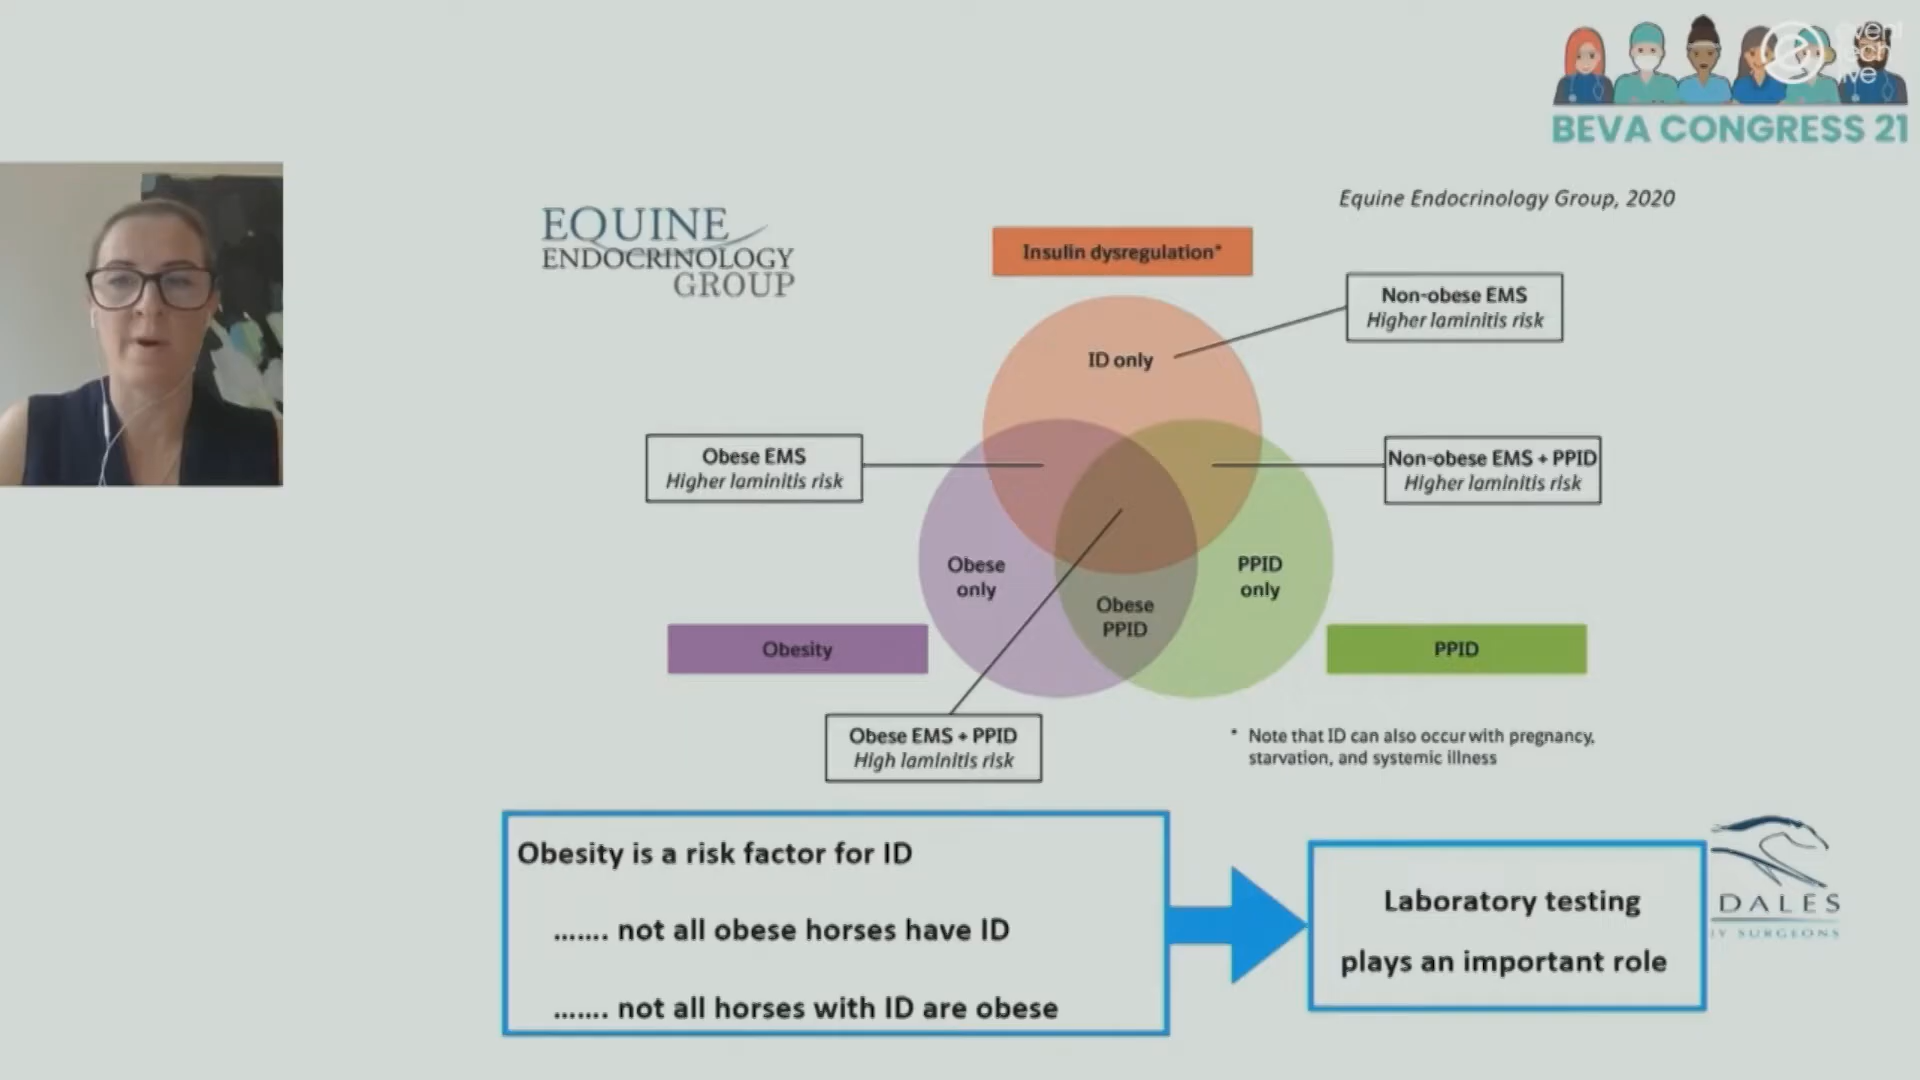 event
tech
live
BEVA CONGRESS 21
Equine Endocrinology Group, 2020
EQUINE
ENDOCRINOLOGY
GROUP
Insulin dysregulation*
Non-obese EMS
Higher laminitis risk
ID only
Obese EMS
Higher laminitis risk
Non-obese EMS + PPID
Higher laminitis risk
Obese
only
PPID
only
Obese
PPID
Obesity
PPID
Obese EMS + PPID
High laminitis risk
* Note that ID can also occur with pregnancy,
starvation, and systemic illness
Obesity is a risk factor for ID
....... not all obese horses have ID
....... not all horses with ID are obese
Laboratory testing
plays an important role
DALES
SURGEONS